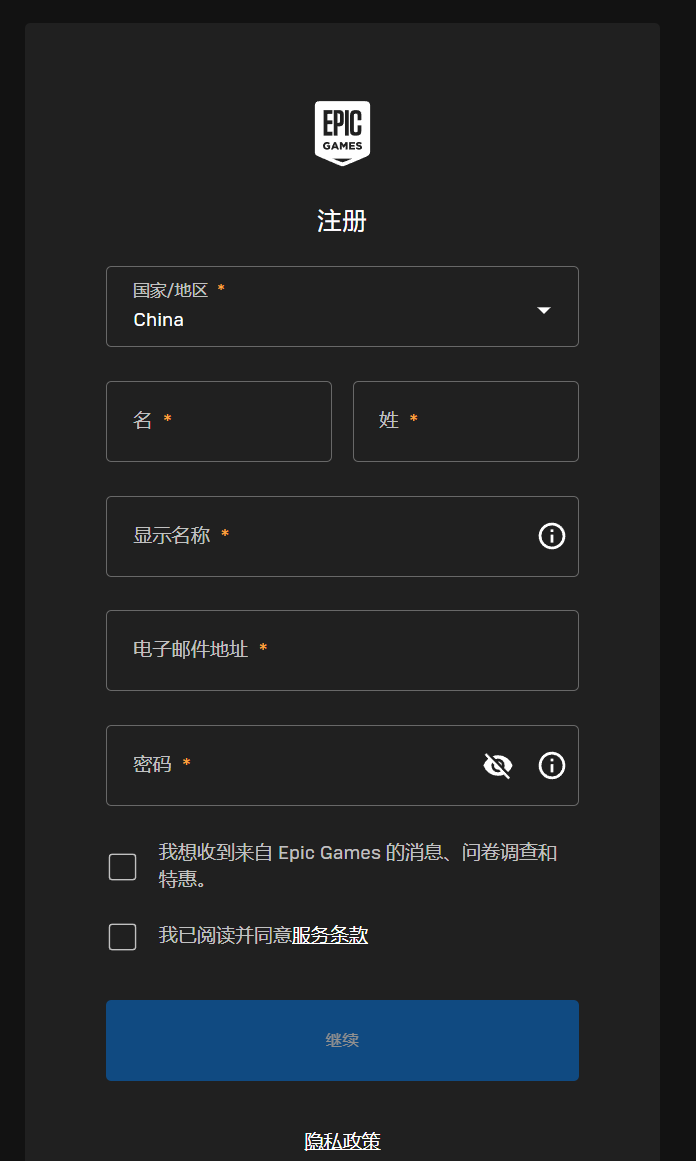 EPIC
GAMES
注册
国家/地区 *
China
名 *
姓 *
显示名称 *
电子邮件地址 *
密码 *
我想收到来自 Epic Games 的消息、问卷调查和
特惠。
我已阅读并同意服务条款
继续
隐私政策